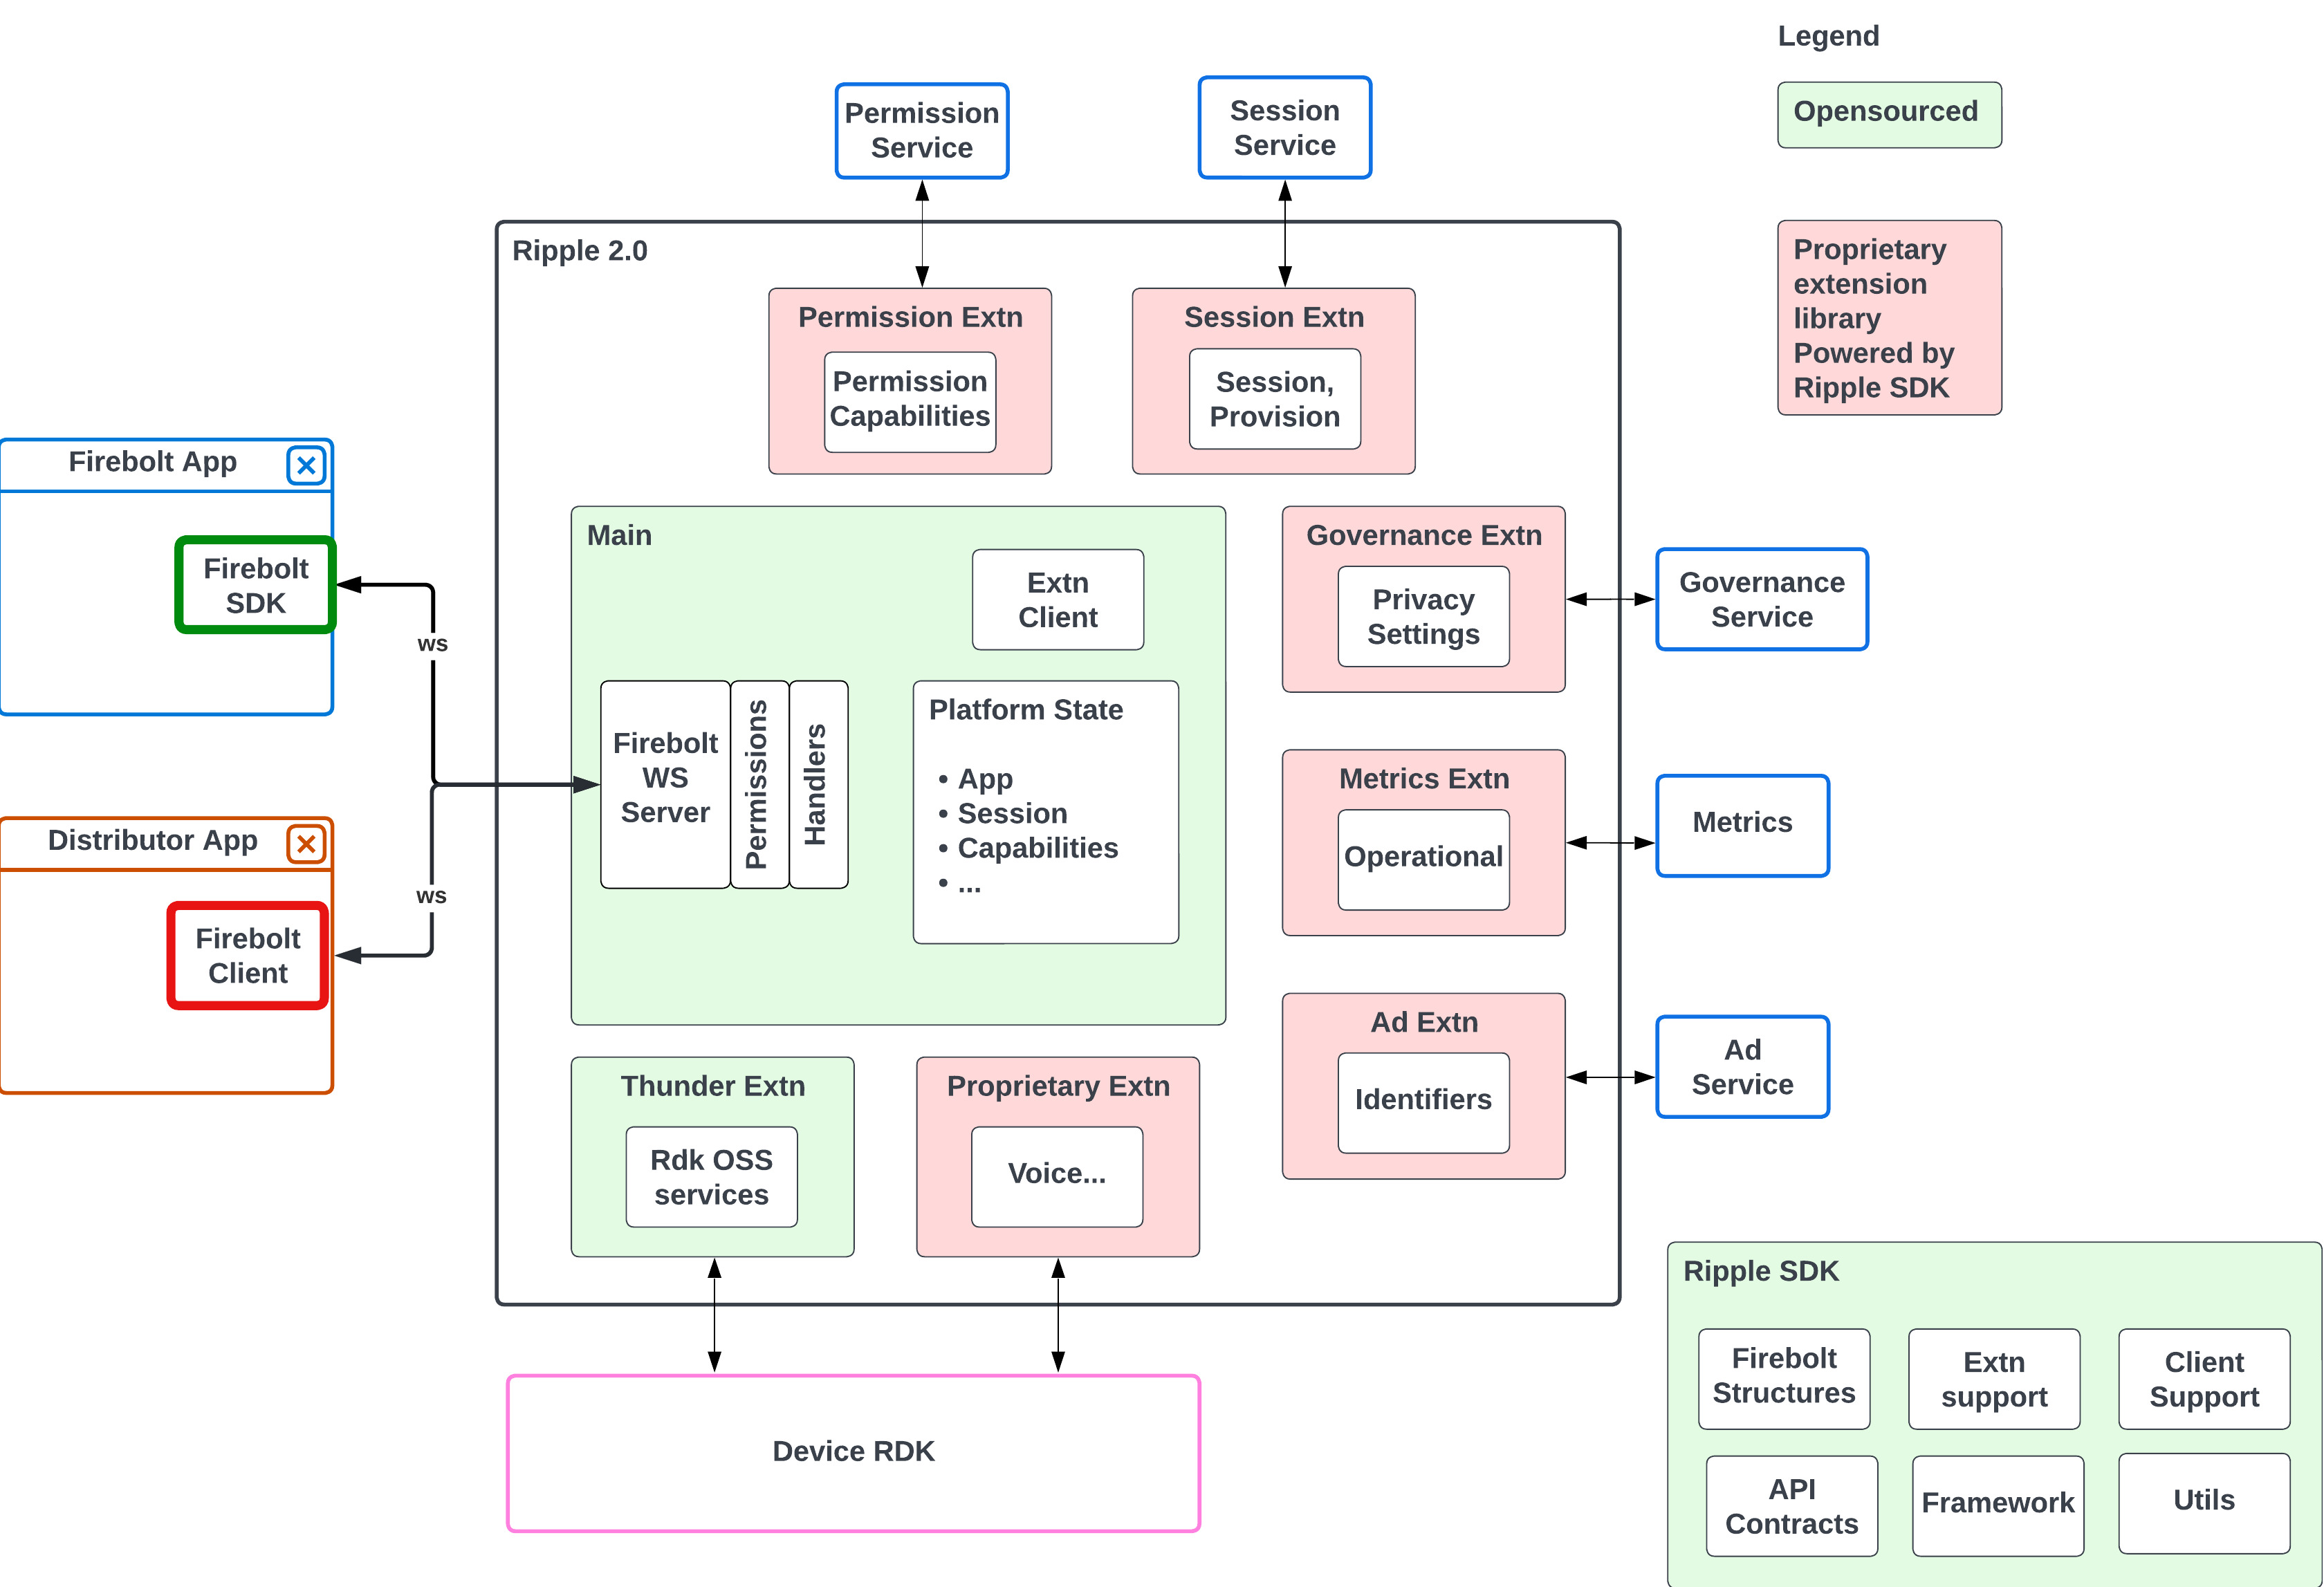 Legend
Opensourced
Proprietary
extension
library
Powered by
Ripple SDK
Permission
Service
Session
Service
Ripple 2.0
Permission Extn
Permission
Capabilities
Session Extn
Session,
Provision
Firebolt App
Firebolt
SDK
ws
Distributor App
Firebolt
Client
ws
Main
Extn
Client
Firebolt
WS
Server
Permissions
Handlers
Platform State
• App
• Session
• Capabilities
• ...
Governance Extn
Privacy
Settings
Governance
Service
Metrics Extn
Operational
Metrics
Ad Extn
Identifiers
Ad
Service
Thunder Extn
Rdk OSS
services
Proprietary Extn
Voice...
Device RDK
Ripple SDK
Firebolt
Structures
Extn
support
Client
Support
API
Contracts
Framework
Utils